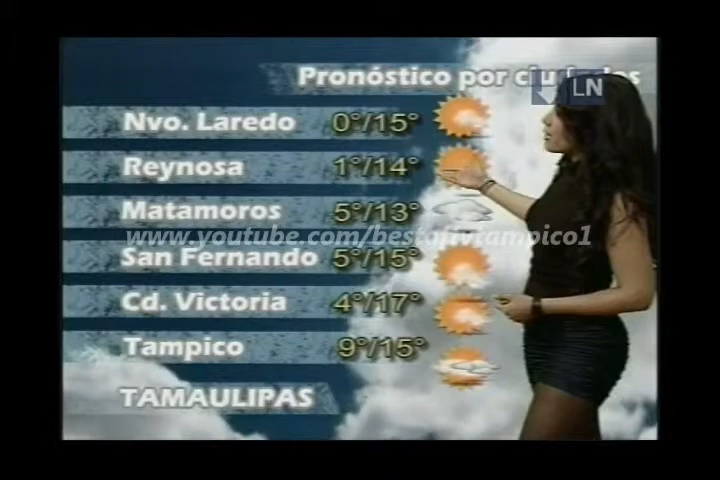 Pronóstico por ciudades
LN
Nvo. Laredo 0°/15°
Reynosa 1°/14°
Matamoros 5°/13°
www.youtube.com/bestoftvtampico1
San Fernando 5°/15°
Cd. Victoria 4°/17°
Tampico 9°/15°
TAMAULIPAS